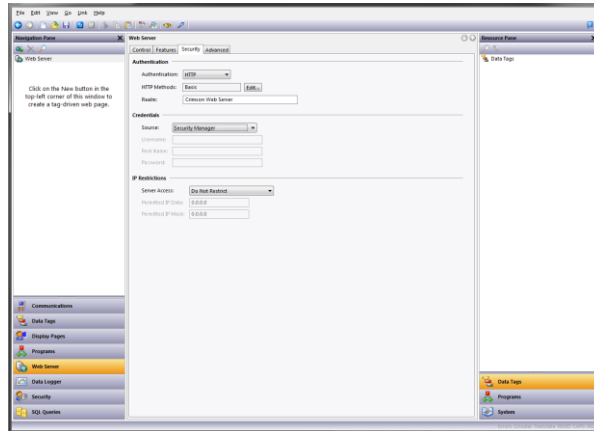 File Edit View Go Link Help
Navigation Pane
Web Server
Resource Pane
Control Features Security Advanced
Web Server
Data Tags
Authentication
Authentication: HTTP
Click on the New button in the
top-left corner of this window to
create a tag-driven web page.
HTTP Methods: Basic Edit...
Realm: Crimson Web Server
Credentials
Source: Security Manager
Username:
Real Name:
Password:
IP Restrictions
Server Access: Do Not Restrict
Permitted IP Data: 0.0.0.0
Permitted IP Mask: 0.0.0.0
Communications
Data Tags
Display Pages
Programs
Web Server
Data Logger
Data Tags
Security
Programs
SQL Queries
System